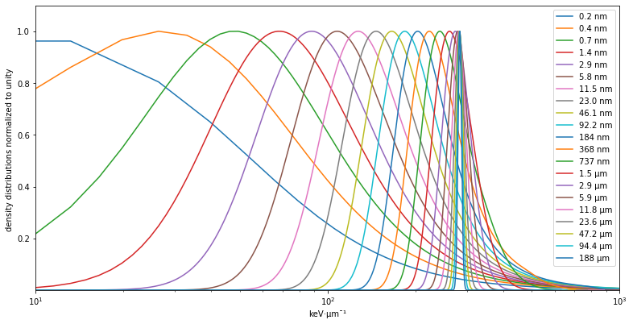 density distributions normalized to unity
1.0
0.8
0.6
0.4
0.2
10¹
10²
10³
keV·μm⁻¹
0.2 nm
0.4 nm
0.7 nm
1.4 nm
2.9 nm
5.8 nm
11.5 nm
23.0 nm
46.1 nm
92.2 nm
184 nm
368 nm
737 nm
1.5 μm
2.9 μm
5.9 μm
11.8 μm
23.6 μm
47.2 μm
94.4 μm
188 μm